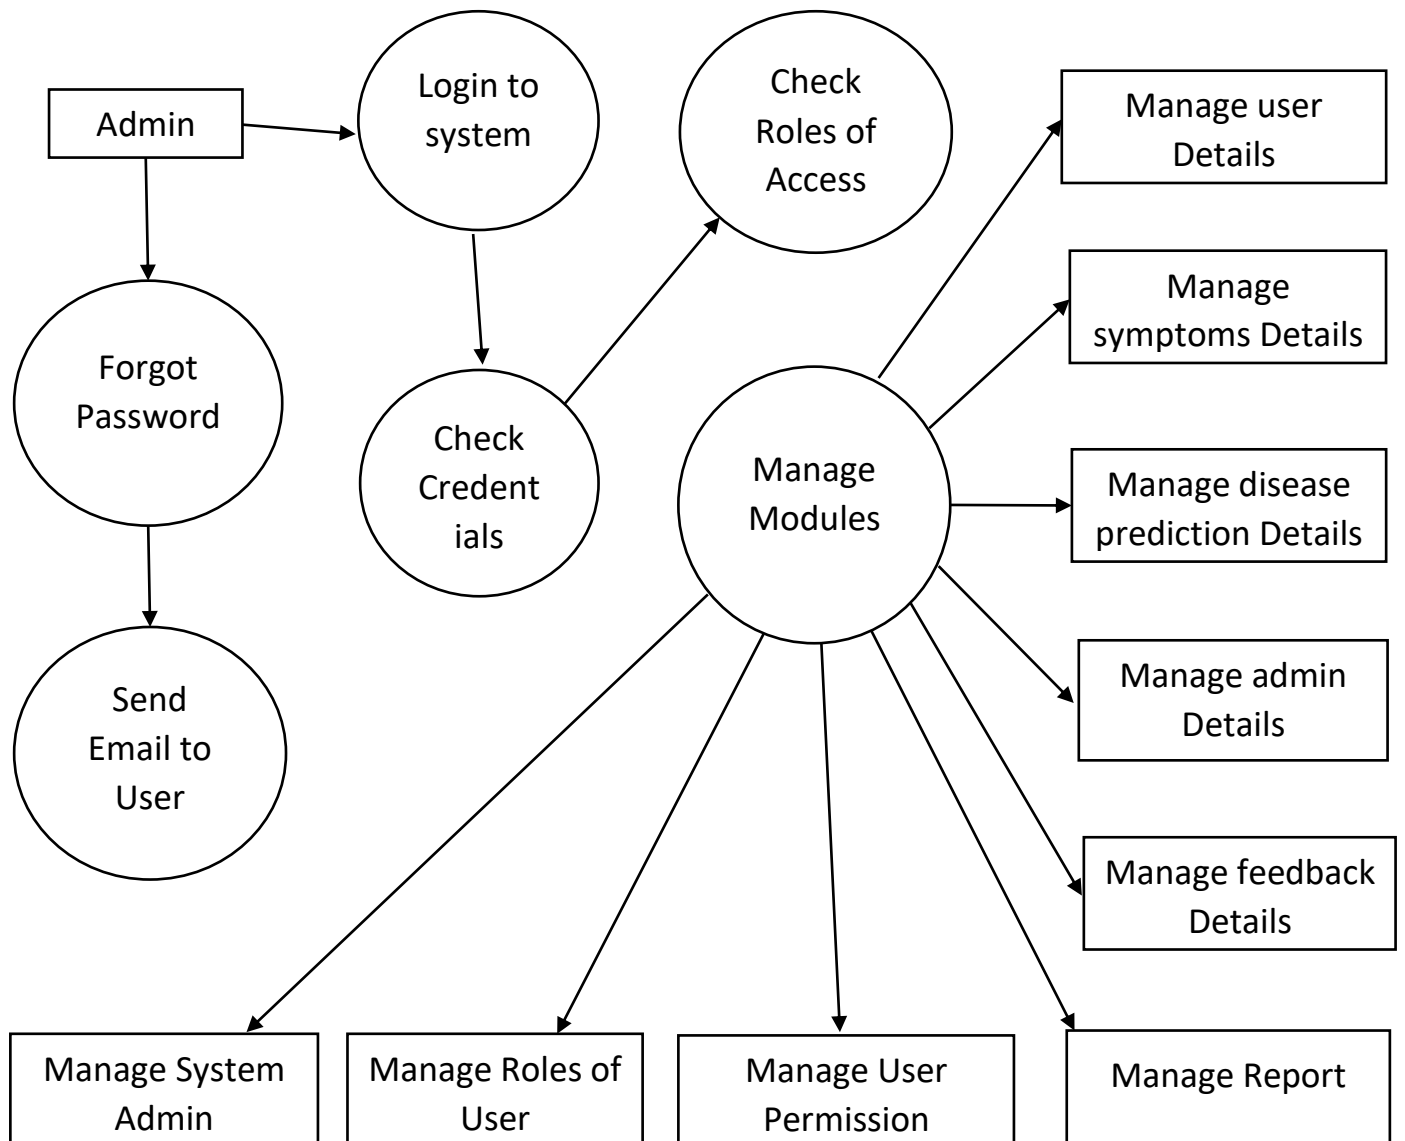 Admin
Login to
system
Check
Roles of
Access
Manage user
Details
Manage
symptoms Details
Forgot
Password
Check
Credent
ials
Manage
Modules
Manage disease
prediction Details
Send
Email to
User
Manage admin
Details
Manage feedback
Details
Manage System
Admin
Manage Roles of
User
Manage User
Permission
Manage Report